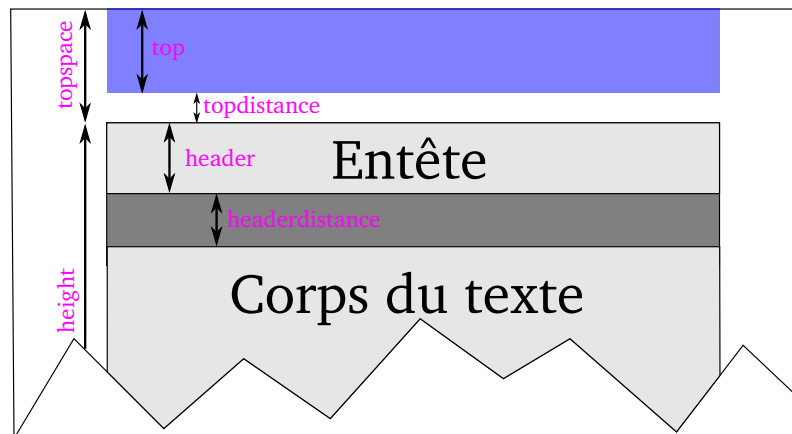 topspace
top
topdistance
header
Entête
headerdistance
height
Corps du texte